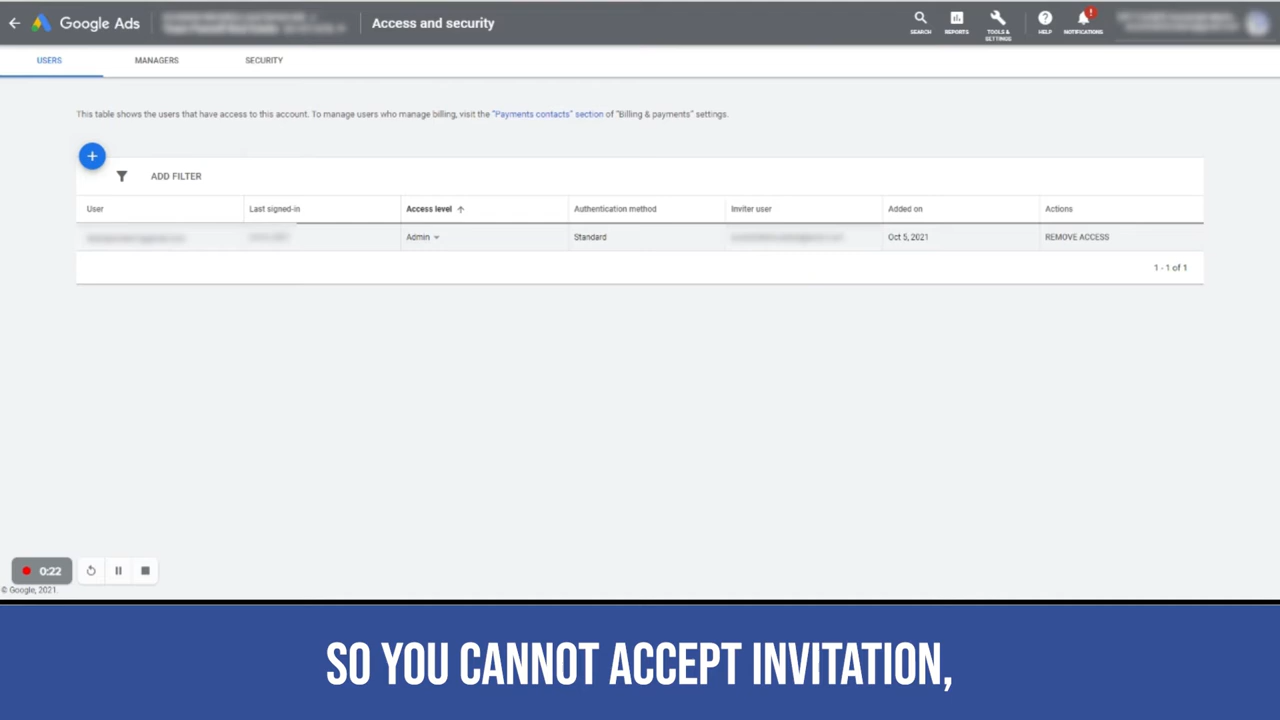 Google Ads
Access and security
SEARCH
REPORTS
TOOLS &
SETTINGS
HELP
!
NOTIFICATIONS
USERS
MANAGERS
SECURITY
This table shows the users that have access to this account. To manage users who manage billing, visit the "Payments contacts" section of "Billing & payments" settings.
ADD FILTER
User Last signed-in Access level Authentication method Inviter user Added on Actions
Admin Standard Oct 5, 2021 REMOVE ACCESS
1 - 1 of 1
0:22
© Google, 2021.
SO YOU CANNOT ACCEPT INVITATION,